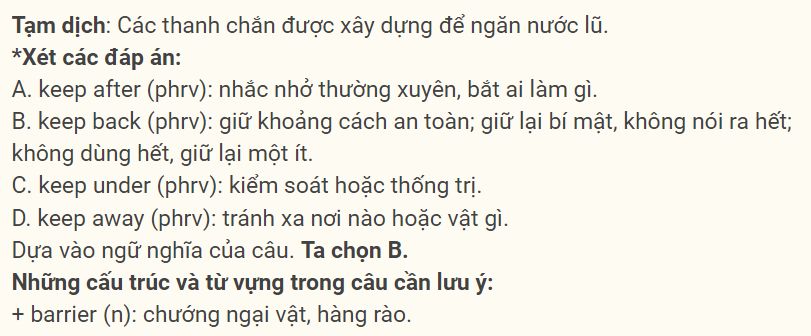 Tạm dịch: Các thanh chắn được xây dựng để ngăn nước lũ.
*Xét các đáp án:
A. keep after (phrv): nhắc nhở thường xuyên, bắt ai làm gì.
B. keep back (phrv): giữ khoảng cách an toàn; giữ lại bí mật, không nói ra hết;
không dùng hết, giữ lại một ít.
C. keep under (phrv): kiểm soát hoặc thống trị.
D. keep away (phrv): tránh xa nơi nào hoặc vật gì.
Dựa vào ngữ nghĩa của câu. Ta chọn B.
Những cấu trúc và từ vựng trong câu cần lưu ý:
+ barrier (n): chướng ngại vật, hàng rào.